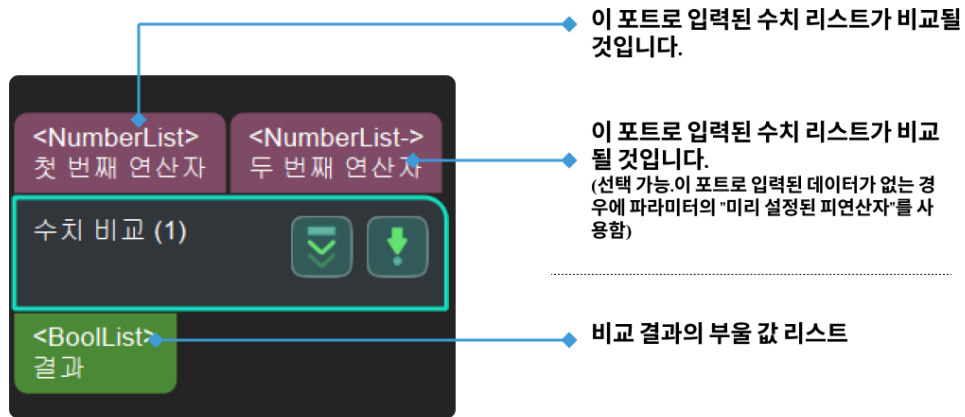 이 포트로 입력된 수치 리스트가 비교될
것입니다.
<NumberList>
첫 번째 연산자
<NumberList->
두 번째 연산자
이 포트로 입력된 수치 리스트가 비교
될 것입니다.
(선택 가능.이 포트로 입력된 데이터가 없는 경
우에 파라미터의 "미리 설정된 피연산자"를 사
용함)
수치 비교 (1)
<BoolList>
결과
비교 결과의 부울 값 리스트